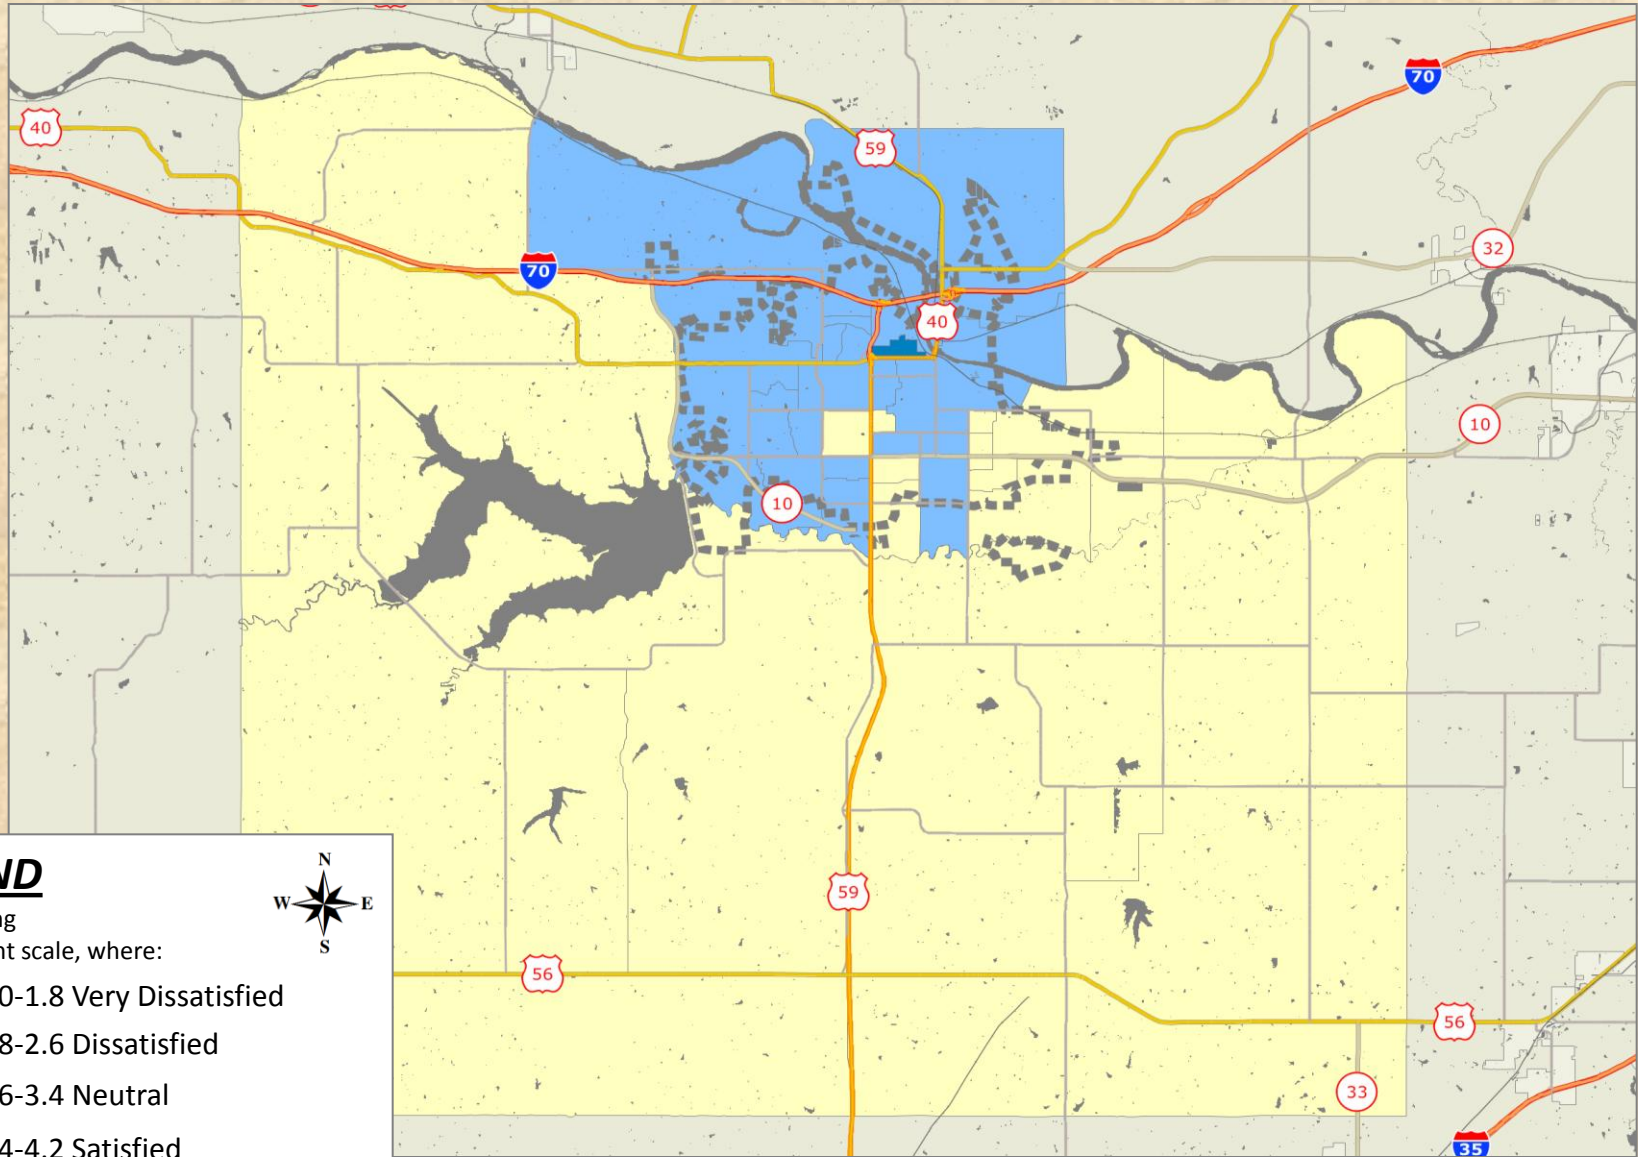 70
40
59
32
70
40
10
10
ND
N
W E
S
ng
nt scale, where:
0-1.8 Very Dissatisfied
8-2.6 Dissatisfied
6-3.4 Neutral
4-4.2 Satisfied
59
56
56
33
35